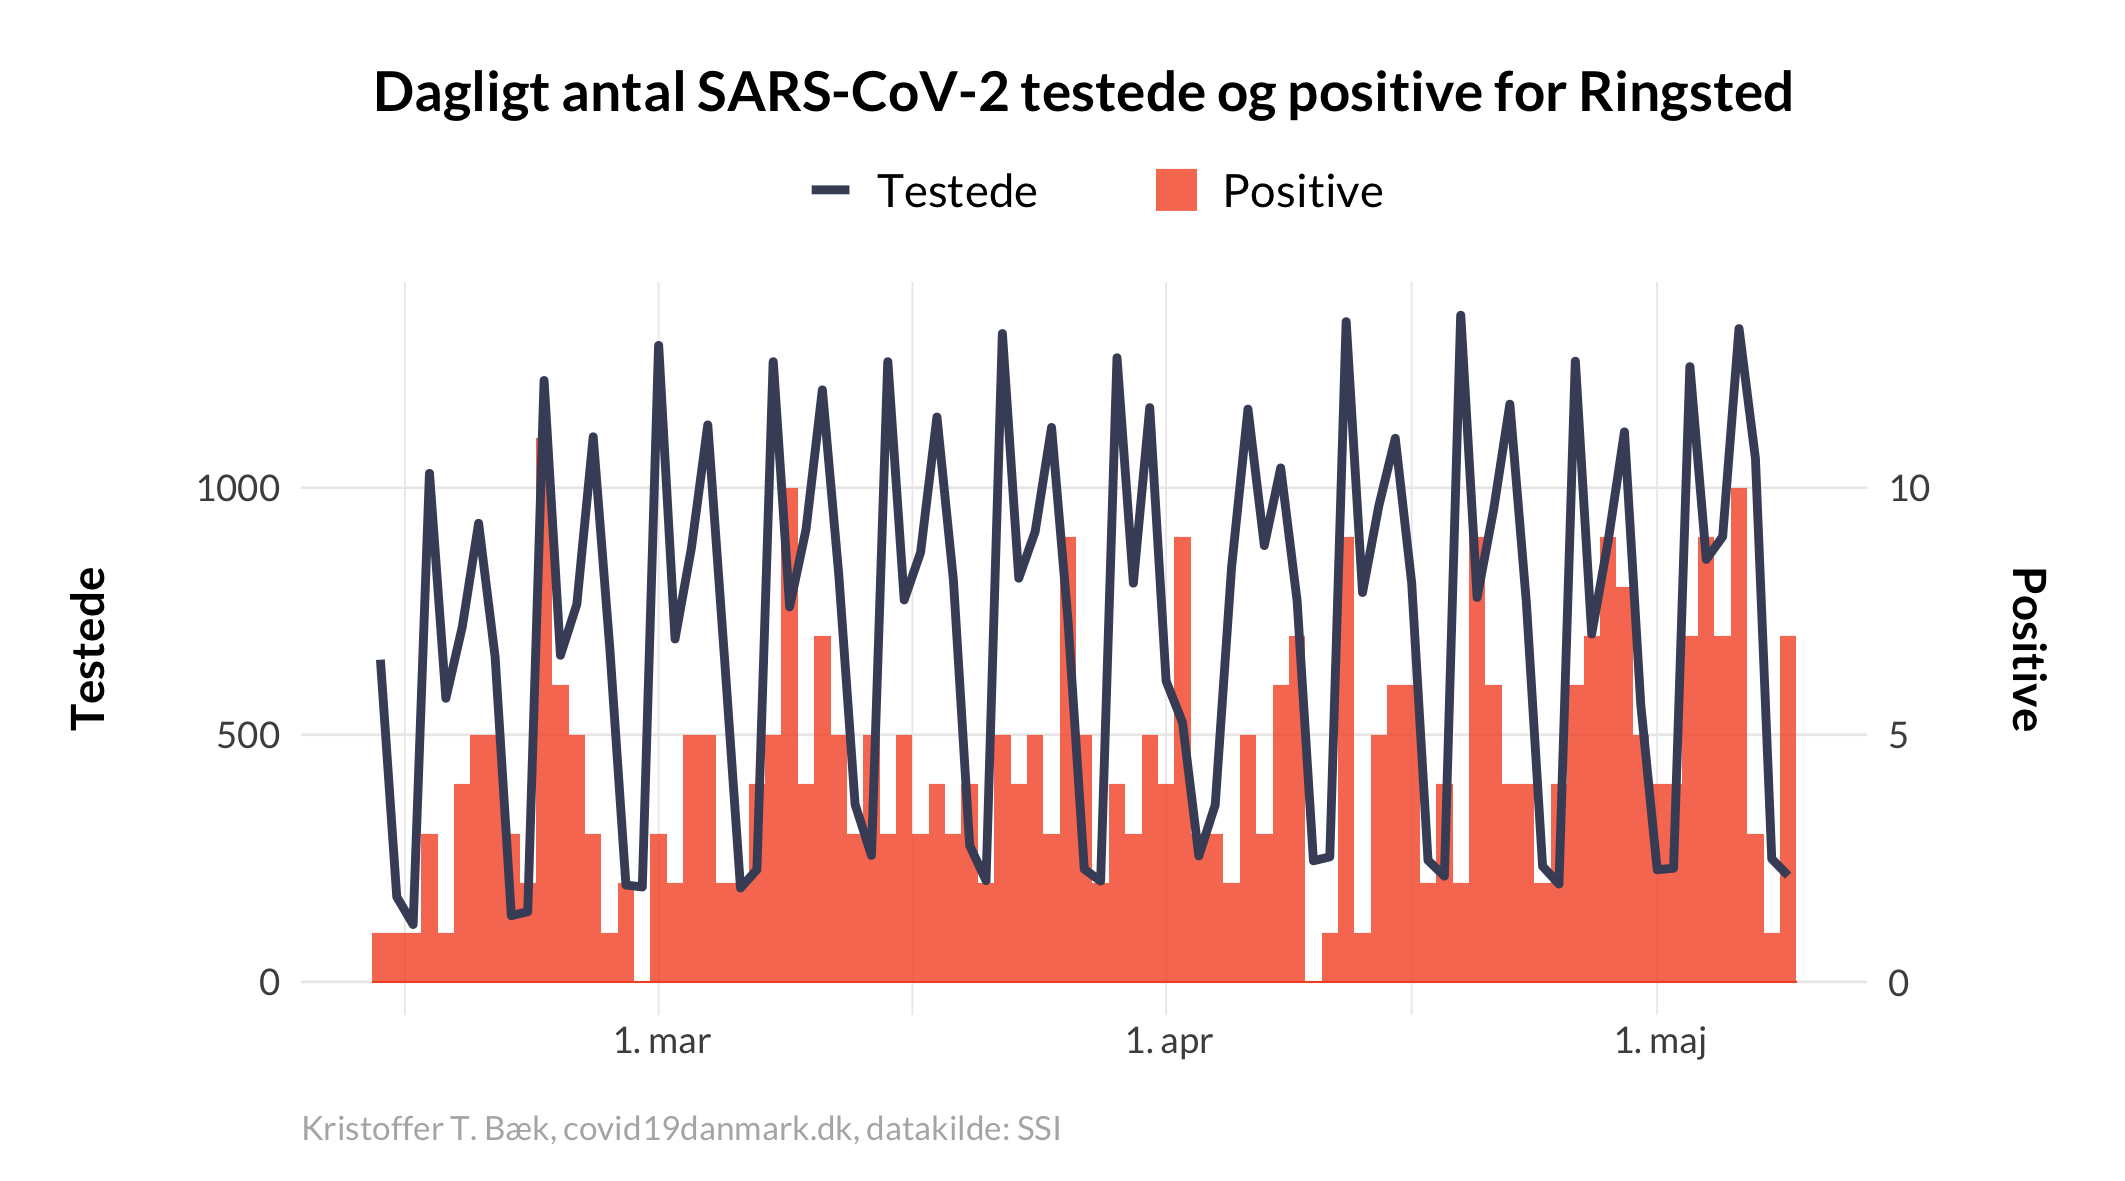 Dagligt antal SARS-CoV-2 testede og positive for Ringsted
Testede
Positive
1000
500
0
10
5
0
Testede
Positive
1. mar
1. apr
1. maj
Kristoffer T. Bæk, covid19danmark.dk, datakilde: SSI